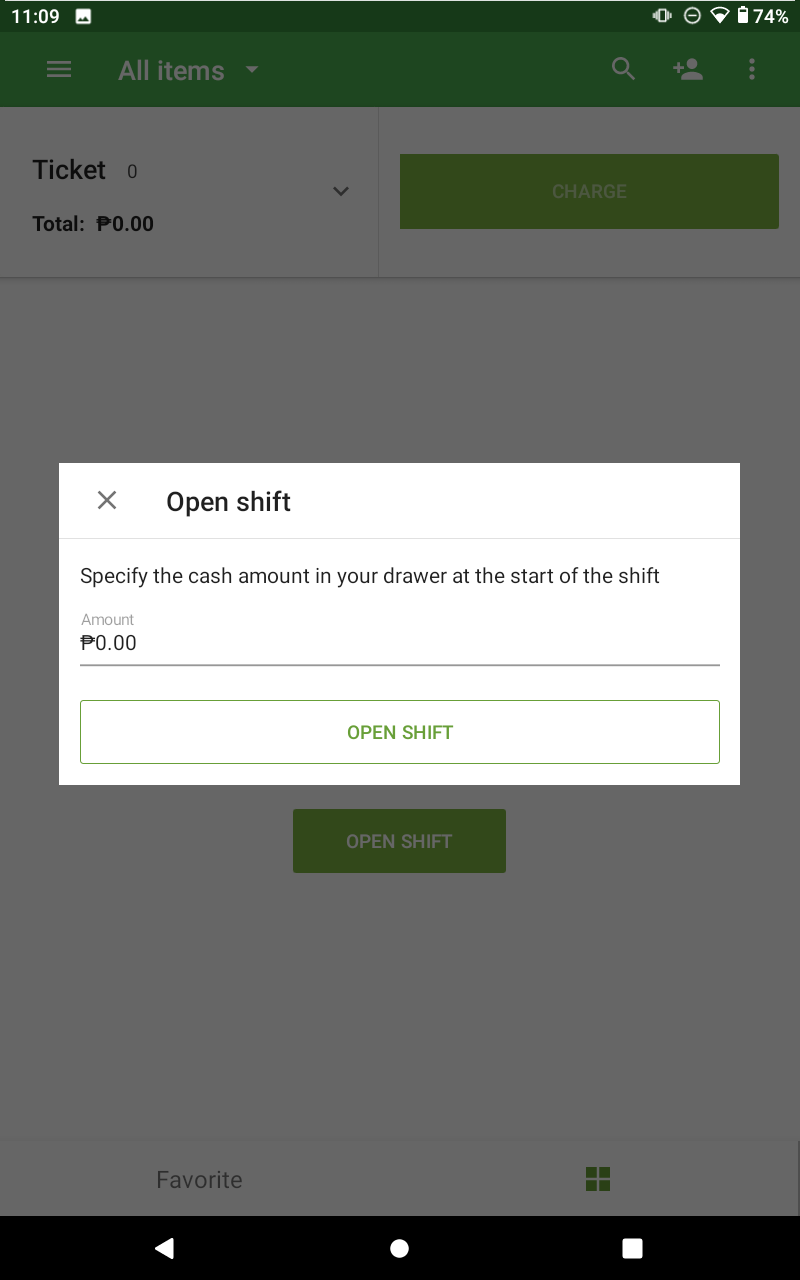 11:09 74%
All items
Ticket 0
Total: ₱0.00
CHARGE
Open shift
Specify the cash amount in your drawer at the start of the shift
Amount
₱0.00
OPEN SHIFT
OPEN SHIFT
Favorite